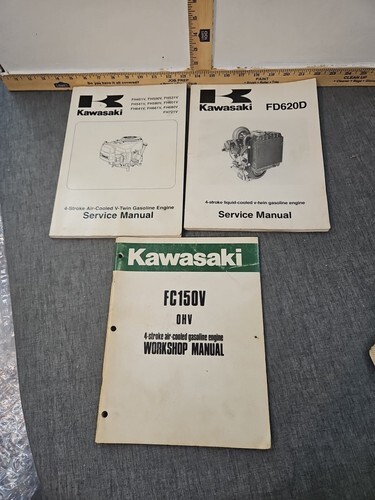 Kawasaki
4-Stroke Air-Cooled V-Twin Gasoline Engine
Service Manual
Kawasaki
FD620D
4-stroke liquid-cooled v-twin gasoline engine
Service Manual
Kawasaki
FC150V
OHV
4-stroke air-cooled gasoline engine
WORKSHOP MANUAL